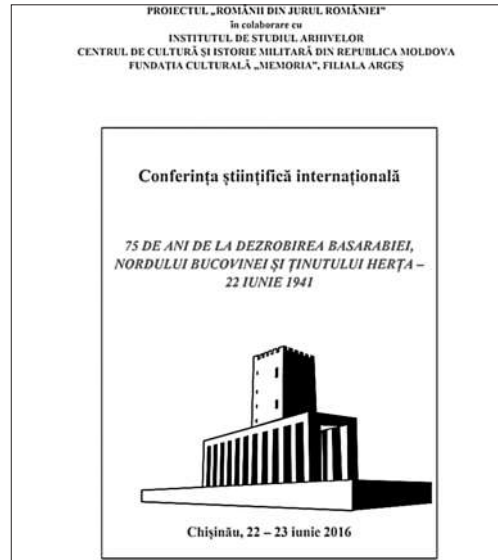 PROIECTUL „ROMÂNII DIN JURUL ROMÂNIEI”
în colaborare cu
INSTITUTUL DE STUDIUL ARHIVELOR
CENTRUL DE CULTURĂ ȘI ISTORIE MILITARĂ DIN REPUBLICA MOLDOVA
FUNDAȚIA CULTURALĂ „MEMORIA”, FILIALA ARGEȘ
Conferința științifică internațională
75 DE ANI DE LA DEZROBIREA BASARABIEI,
NORDULUI BUCOVINEI ȘI ȚINUTULUI HERȚA –
22 IUNIE 1941
Chișinău, 22 – 23 iunie 2016